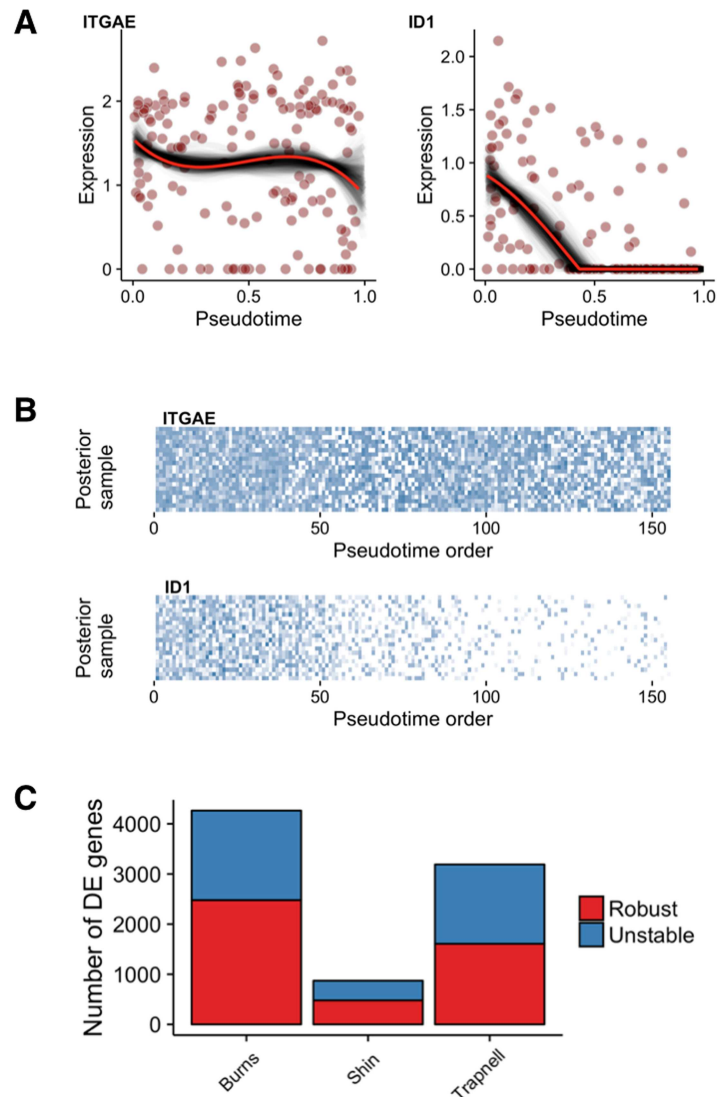 A
ITGAE
ID1
Expression
2
1
0
0.0 0.5 1.0
Pseudotime
Expression
2.0
1.5
1.0
0.5
0.0
0.0 0.5 1.0
Pseudotime
B
ITGAE
Posterior
sample
0 50 100 150
Pseudotime order
ID1
Posterior
sample
0 50 100 150
Pseudotime order
C
Number of DE genes
4000
3000
2000
1000
0
Burns
Shin
Trapnell
Robust
Unstable